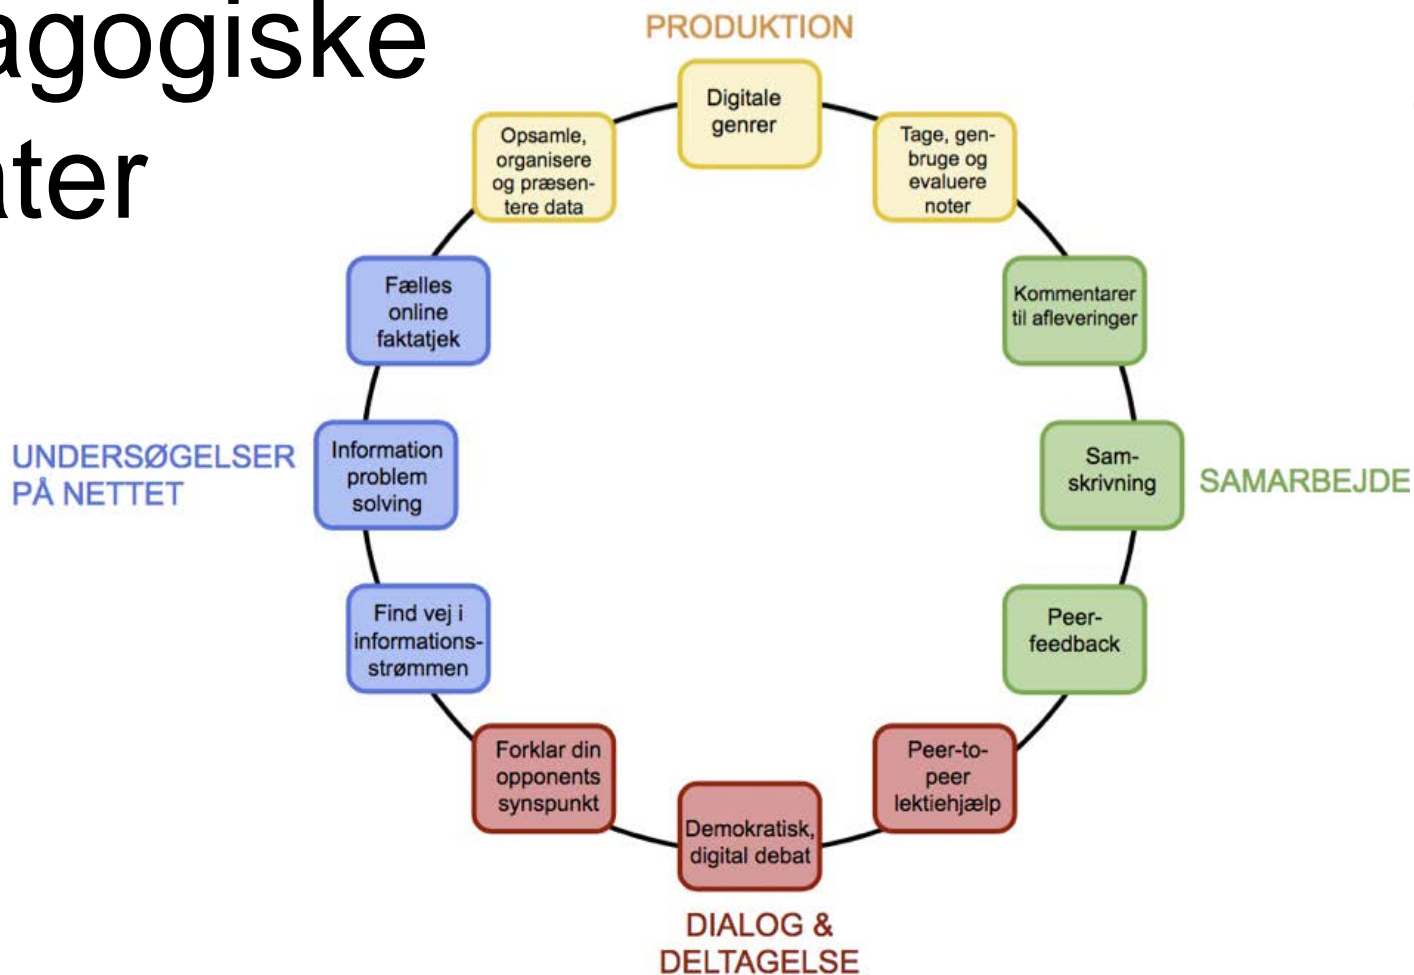 agogiske
ater
PRODUKTION
Digitale
genrer
Opsamle,
organisere
og præsen-
tere data
Tage, gen-
bruge og
evaluere
noter
Fælles
online
faktatjek
Kommentarer
til afleveringer
UNDERSØGELSER
PÅ NETTET
Information
problem
solving
Sam-
skrivning
SAMARBEJDE
Find vej i
informations-
strømmen
Peer-
feedback
Forklar din
opponents
synspunkt
Demokratisk,
digital debat
Peer-to-
peer
lektiehjælp
DIALOG &
DELTAGELSE